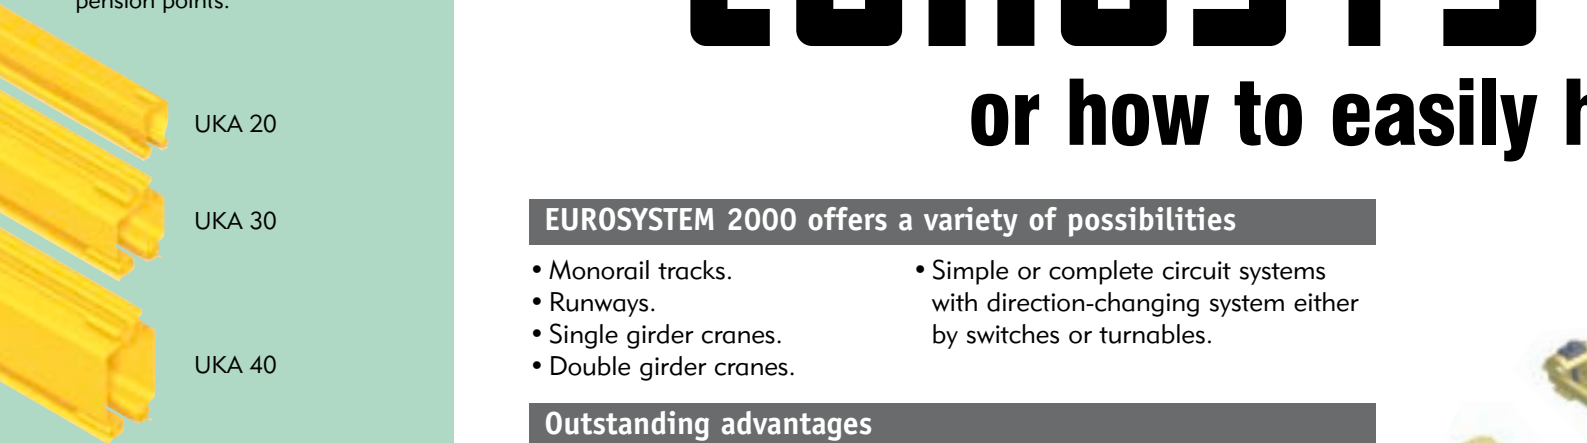 pension points.
UKA 20
UKA 30
UKA 40
or how to easily
EUROSYSTEM 2000 offers a variety of possibilities
• Monorail tracks.
• Runways.
• Single girder cranes.
• Double girder cranes.
• Simple or complete circuit systems
with direction-changing system either
by switches or turnables.
Outstanding advantages